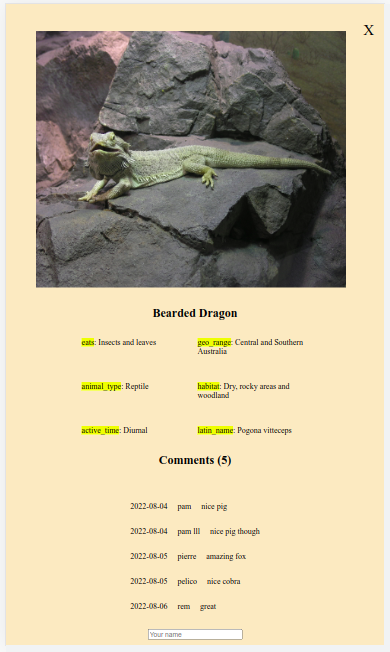 X
Bearded Dragon
eats: Insects and leaves
geo_range: Central and Southern
Australia
animal_type: Reptile
habitat: Dry, rocky areas and
woodland
active_time: Diurnal
latin_name: Pogona vitteceps
Comments (5)
2022-08-04 pam nice pig
2022-08-04 pam lll nice pig though
2022-08-05 pierre amazing fox
2022-08-05 pelico nice cobra
2022-08-06 rem great
Your name